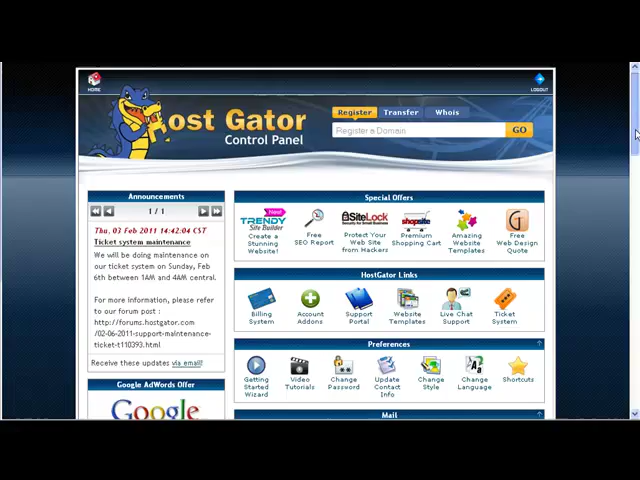 HOME
LOGOUT
Host Gator
Control Panel
Register
Transfer
Whois
Register a Domain
GO
Announcements
1 / 1
Thu, 03 Feb 2011 14:42:04 CST
Ticket system maintenance
We will be doing maintenance on
our ticket system on Sunday, Feb
6th between 1AM and 4AM central.
For more information, please refer
to our forum post :
http://forums.hostgator.com
/02-06-2011-support-maintenance-
ticket-t110393.html
Receive these updates via email!
Google AdWords Offer
Google
Special Offers
New!
TRENDY
Site Builder
Create a
Stunning
Website!
Free
SEO Report
SiteLock
Protect Your
Web Site
from Hackers
shopsite
Premium
Shopping Cart
Amazing
Website
Templates
Free
Web Design
Quote
HostGator Links
Billing
System
Account
Addons
Support
Portal
Website
Templates
Live Chat
Support
Ticket
System
Preferences
Getting
Started
Wizard
Video
Tutorials
Change
Password
Update
Contact
Info
Change
Style
Change
Language
Shortcuts
Mail